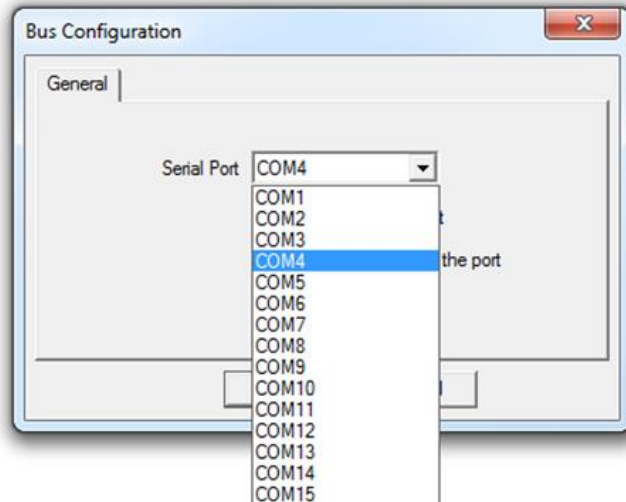 Bus Configuration
General
Serial Port COM4
COM1
COM2
COM3
COM4
the port
COM5
COM6
COM7
COM8
COM9
COM10
COM11
COM12
COM13
COM14
COM15